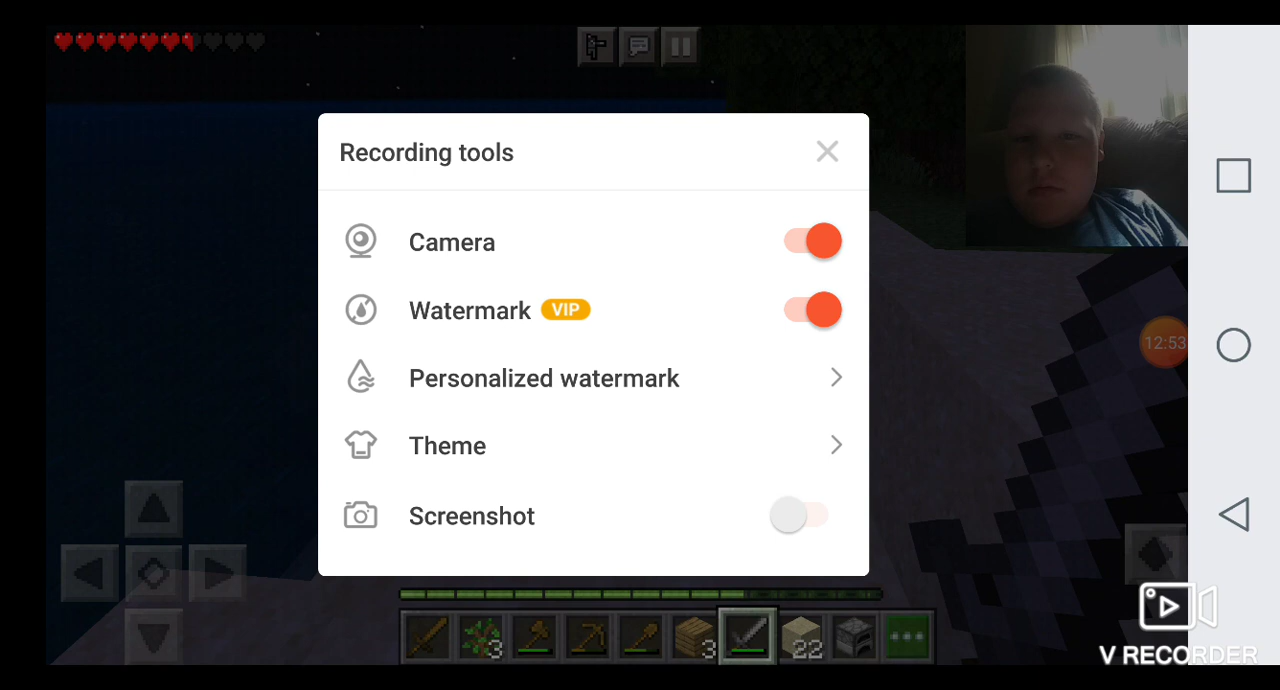 Recording tools
Camera
Watermark VIP
Personalized watermark
12:53
Theme
Screenshot
3
3
22
V RECORDER